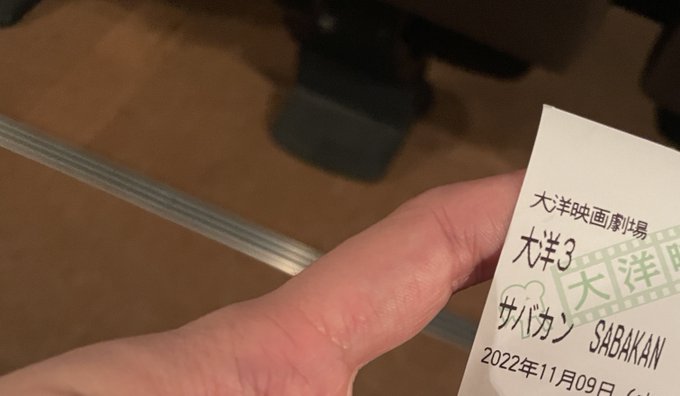 大洋映画劇場
大洋3
大洋映
サバカン SABAKAN
2022年11月09日